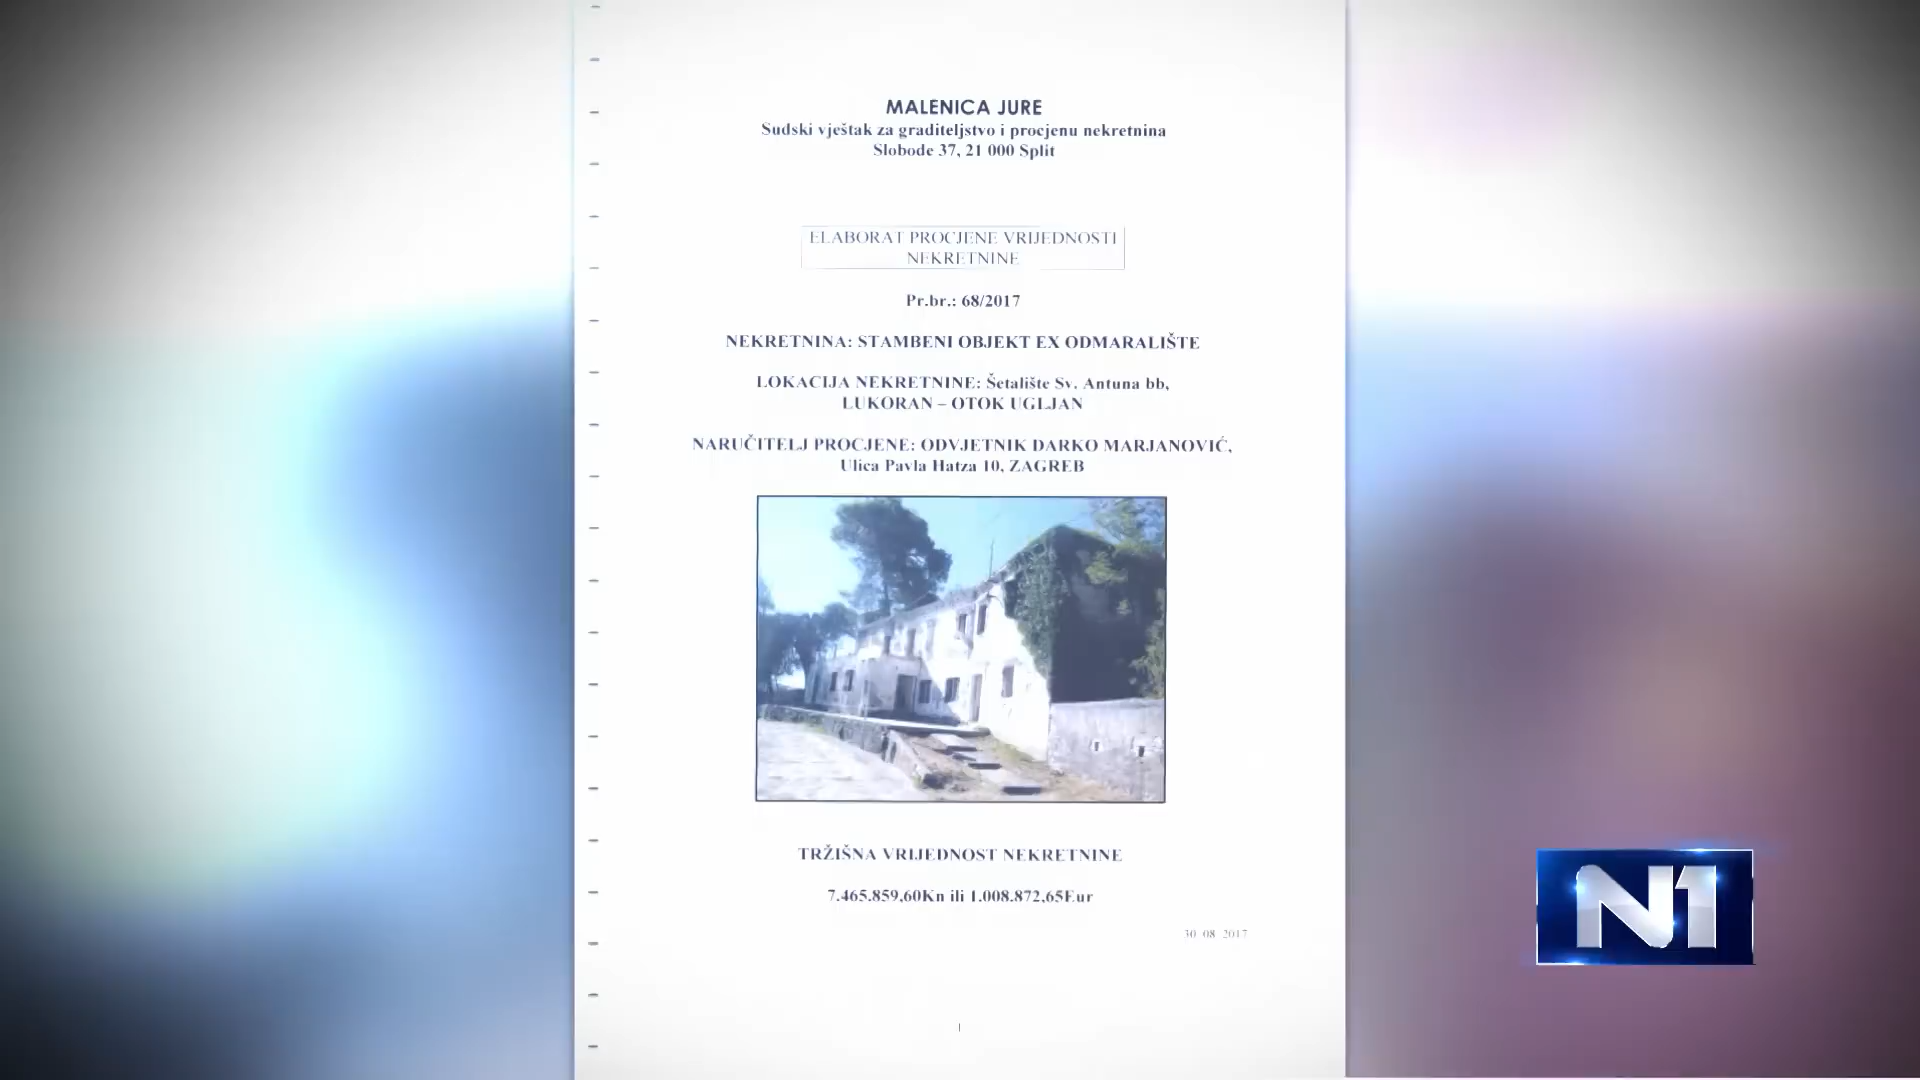 MALENICA JURE
Sudski vještak za graditeljstvo i procjenu nekretnina
Slobode 37, 21 000 Split
ELABORAT PROCJENE VRIJEDNOSTI
NEKRETNINE
Pr.br.: 68/2017
NEKRETNINA: STAMBENI OBJEKT EX ODMARALIŠTE
LOKACIJA NEKRETNINE: Šetalište Sv. Antuna bb,
LUKORAN – OTOK UGLJAN
NARUČITELJ PROCJENE: ODVJETNIK DARKO MARJANOVIĆ,
Ulica Pavla Hatza 10, ZAGREB
TRŽIŠNA VRIJEDNOST NEKRETNINE
7.465.859,60Kn ili 1.008.872,65Eur
30 08 2017
1
N1